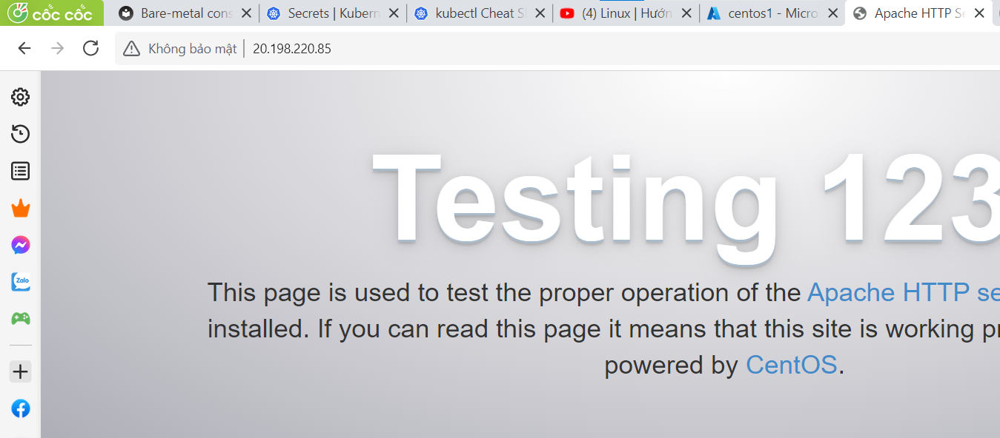 cốc cốc
Bare-metal cons
Secrets | Kubern
kubectl Cheat S
(4) Linux | Hướn
centos1 - Micro
Apache HTTP Se
Không bảo mật
20.198.220.85
Testing 123
This page is used to test the proper operation of the Apache HTTP se
installed. If you can read this page it means that this site is working pr
powered by CentOS.
Zalo